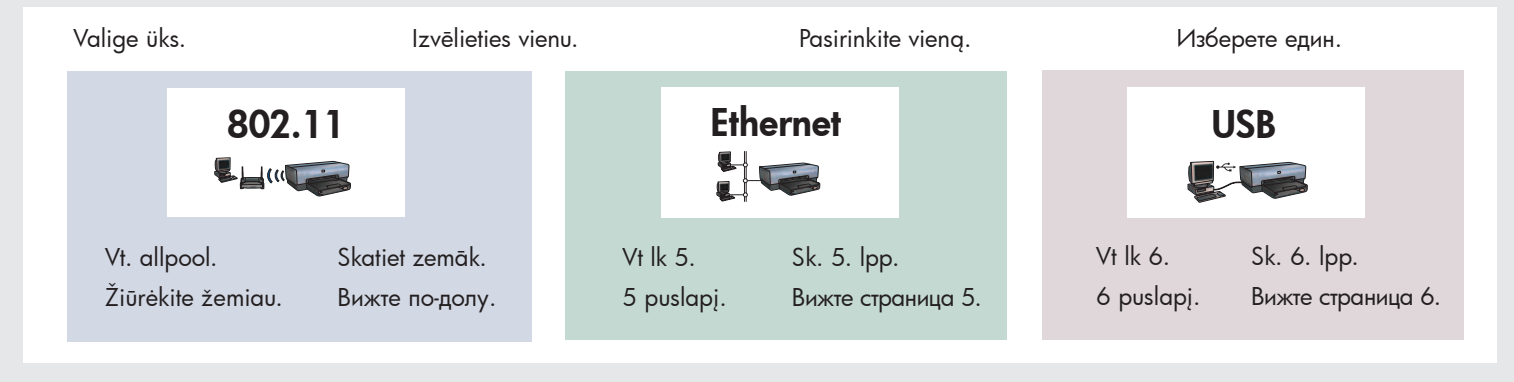 Valige üks. Izvēlieties vienu. Pasirinkite vieną. Изберете един.
802.11
Vt. allpool. Skatiet zemāk.
Žiūrėkite žemiau. Вижте по-долу.
Ethernet
Vt lk 5. Sk. 5. lpp.
5 puslapį. Вижте страница 5.
USB
Vt lk 6. Sk. 6. lpp.
6 puslapį. Вижте страница 6.